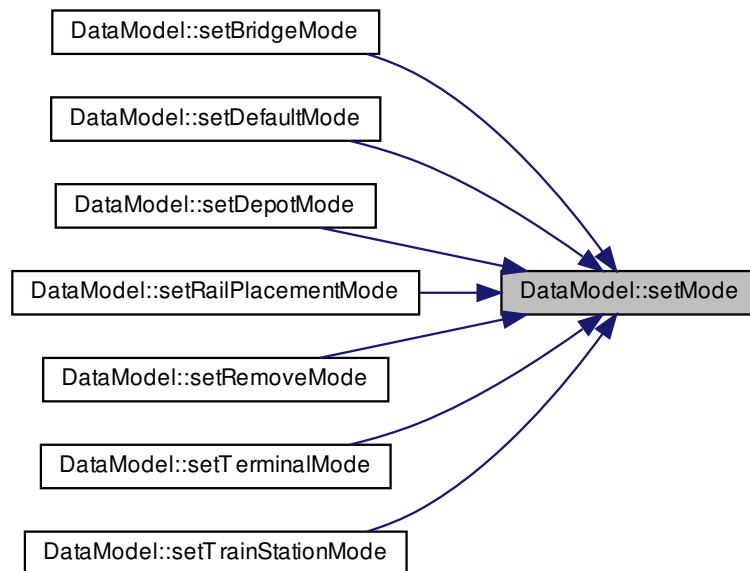 DataModel::setBridgeMode
DataModel::setDefaultMode
DataModel::setDepotMode
DataModel::setRailPlacementMode
DataModel::setMode
DataModel::setRemoveMode
DataModel::setTerminalMode
DataModel::setTrainStationMode